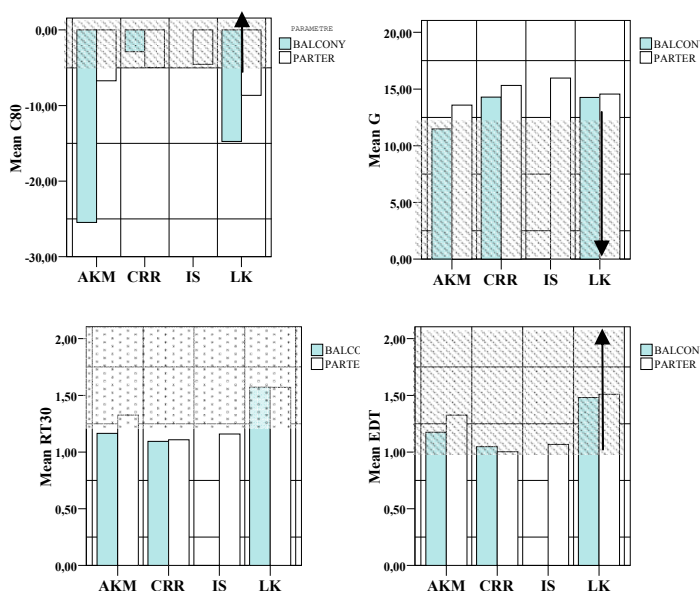 PARAMETRE
BALCONY
PARTER
Mean C80
0,00
-10,00
-20,00
-30,00
AKM CRR IS LK
BALCON
PARTER
Mean G
20,00
15,00
10,00
5,00
0,00
AKM CRR IS LK
BALCO
PARTE
Mean RT30
2,00
1,50
1,00
0,50
0,00
AKM CRR IS LK
BALCON
PARTER
Mean EDT
2,00
1,50
1,00
0,50
0,00
AKM CRR IS LK